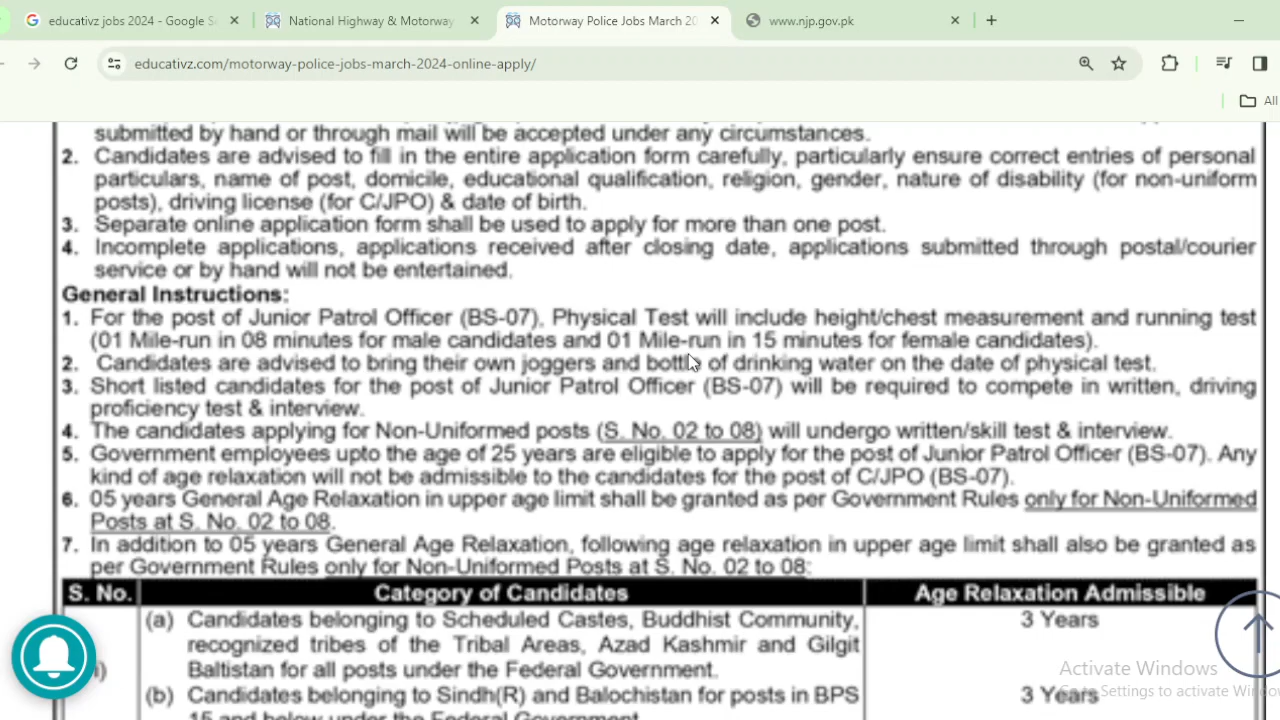 educativz jobs 2024 - Google S
National Highway & Motorway
Motorway Police Jobs March 20
www.njp.gov.pk
educativz.com/motorway-police-jobs-march-2024-online-apply/
All
submitted by hand or through mail will be accepted under any circumstances.
2. Candidates are advised to fill in the entire application form carefully, particularly ensure correct entries of personal
particulars, name of post, domicile, educational qualification, religion, gender, nature of disability (for non-uniform
posts), driving license (for C/JPO) & date of birth.
3. Separate online application form shall be used to apply for more than one post.
4. Incomplete applications, applications received after closing date, applications submitted through postal/courier
service or by hand will not be entertained.
General Instructions:
1. For the post of Junior Patrol Officer (BS-07), Physical Test will include height/chest measurement and running test
(01 Mile-run in 08 minutes for male candidates and 01 Mile-run in 15 minutes for female candidates).
2. Candidates are advised to bring their own joggers and bottle of drinking water on the date of physical test.
3. Short listed candidates for the post of Junior Patrol Officer (BS-07) will be required to compete in written, driving
proficiency test & interview.
4. The candidates applying for Non-Uniformed posts (S. No. 02 to 08) will undergo written/skill test & interview.
5. Government employees upto the age of 25 years are eligible to apply for the post of Junior Patrol Officer (BS-07). Any
kind of age relaxation will not be admissible to the candidates for the post of C/JPO (BS-07).
6. 05 years General Age Relaxation in upper age limit shall be granted as per Government Rules only for Non-Uniformed
Posts at S. No. 02 to 08.
7. In addition to 05 years General Age Relaxation, following age relaxation in upper age limit shall also be granted as
per Government Rules only for Non-Uniformed Posts at S. No. 02 to 08:
S. No. Category of Candidates Age Relaxation Admissible
(a) Candidates belonging to Scheduled Castes, Buddhist Community, 3 Years
recognized tribes of the Tribal Areas, Azad Kashmir and Gilgit
Baltistan for all posts under the Federal Government.
(b) Candidates belonging to Sindh(R) and Balochistan for posts in BPS 3 Years
15 and below under the Federal Government.
Activate Windows
Settings to activate Windo